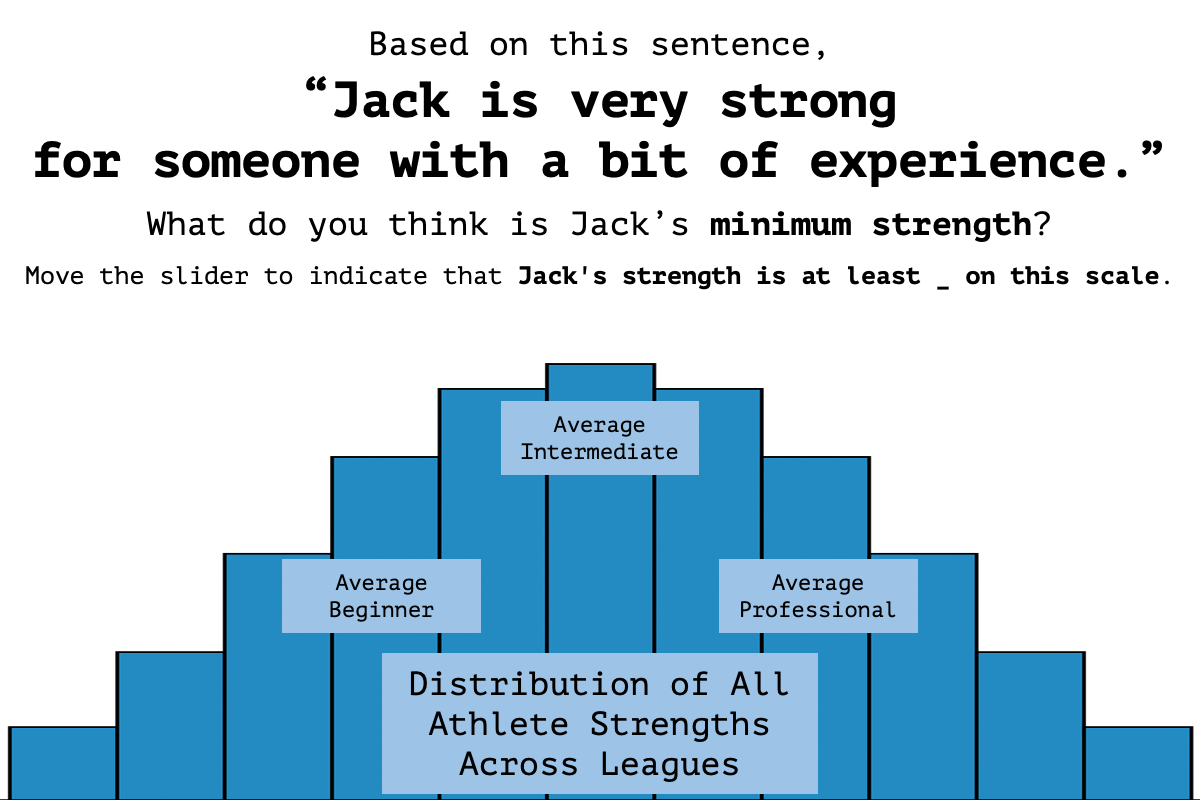 Based on this sentence,
“Jack is very strong
for someone with a bit of experience.”
What do you think is Jack’s minimum strength?
Move the slider to indicate that Jack's strength is at least _ on this scale.
Average
Intermediate
Average
Beginner
Average
Professional
Distribution of All
Athlete Strengths
Across Leagues